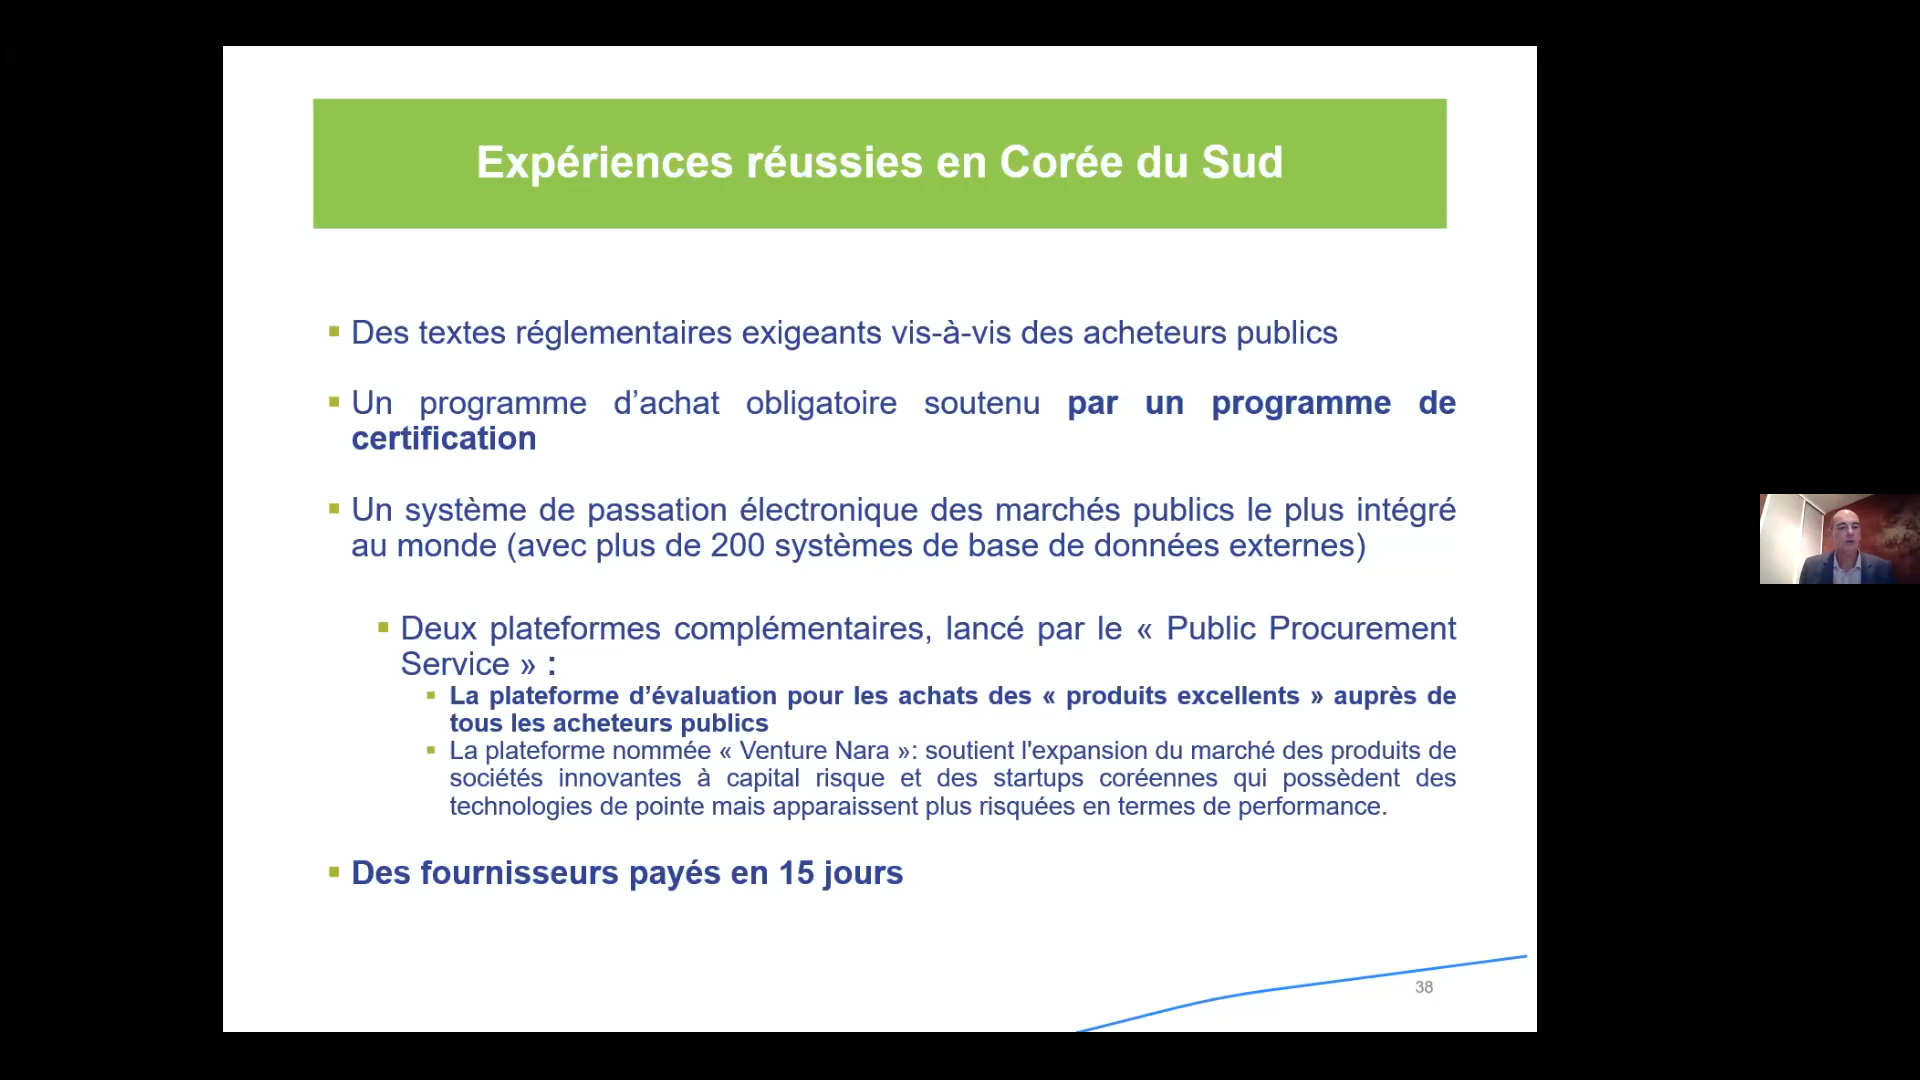 Expériences réussies en Corée du Sud
▪ Des textes réglementaires exigeants vis-à-vis des acheteurs publics
▪ Un programme d’achat obligatoire soutenu par un programme de
certification
▪ Un système de passation électronique des marchés publics le plus intégré
au monde (avec plus de 200 systèmes de base de données externes)
▪ Deux plateformes complémentaires, lancé par le « Public Procurement
Service » :
▪ La plateforme d’évaluation pour les achats des « produits excellents » auprès de
tous les acheteurs publics
▪ La plateforme nommée « Venture Nara »: soutient l'expansion du marché des produits de
sociétés innovantes à capital risque et des startups coréennes qui possèdent des
technologies de pointe mais apparaissent plus risquées en termes de performance.
▪ Des fournisseurs payés en 15 jours
38